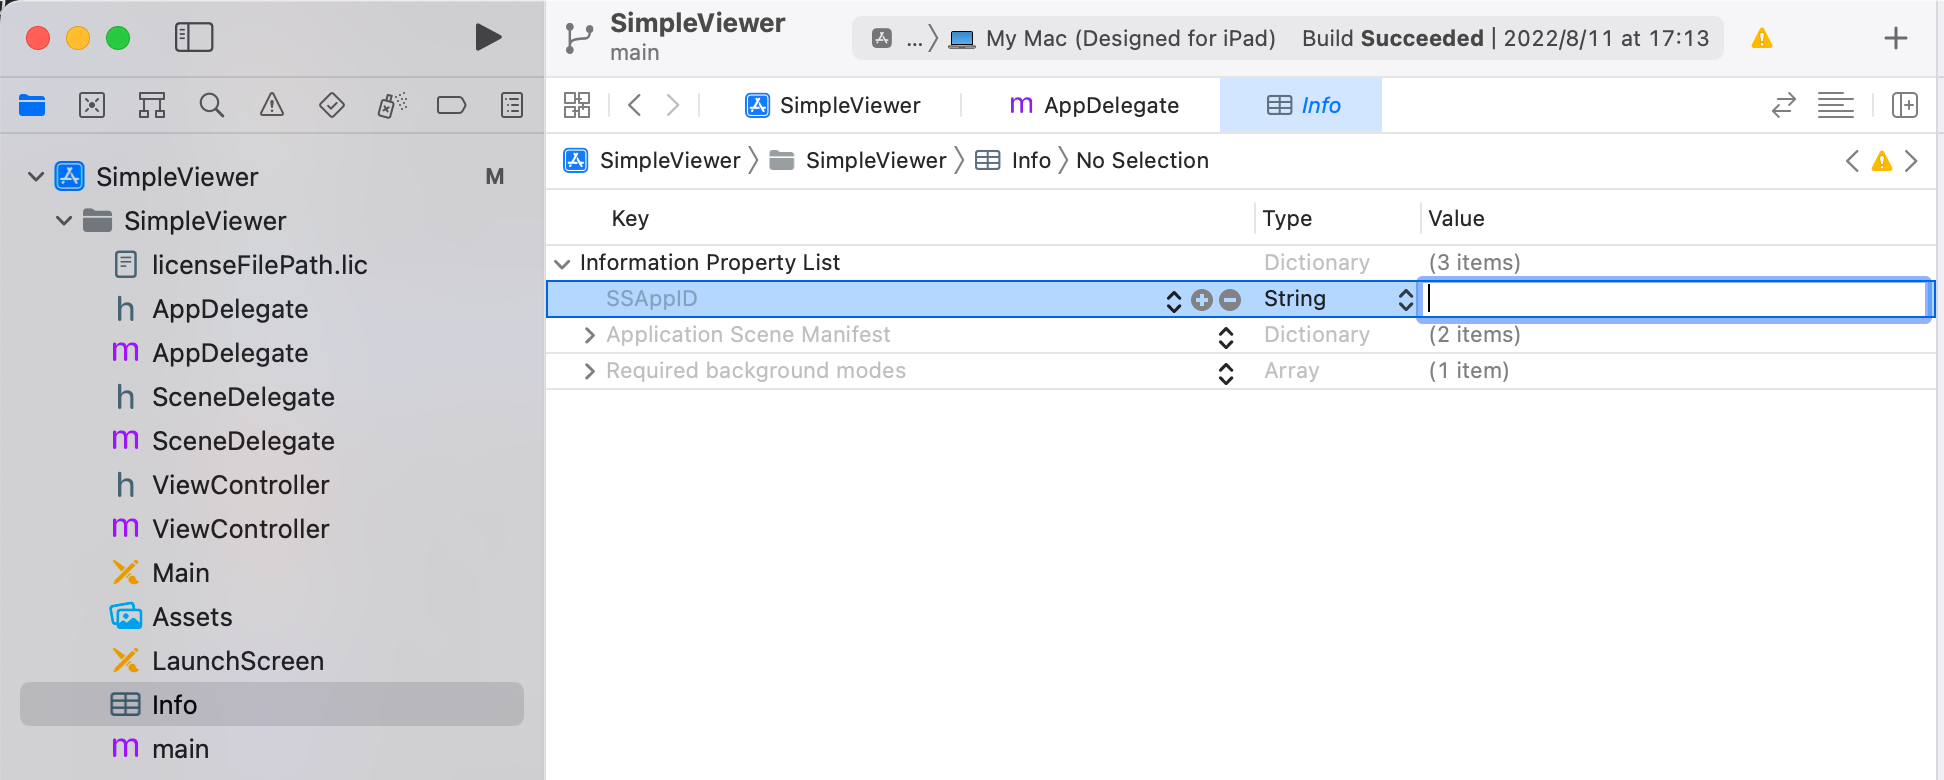 SimpleViewer
main
... My Mac (Designed for iPad) Build Succeeded | 2022/8/11 at 17:13
SimpleViewer AppDelegate Info
SimpleViewer SimpleViewer Info No Selection
SimpleViewer M
SimpleViewer
licenseFilePath.lic
h AppDelegate
m AppDelegate
h SceneDelegate
m SceneDelegate
h ViewController
m ViewController
Main
Assets
LaunchScreen
Info
m main
Key Type Value
Information Property List Dictionary (3 items)
SSAppID String
Application Scene Manifest Dictionary (2 items)
Required background modes Array (1 item)